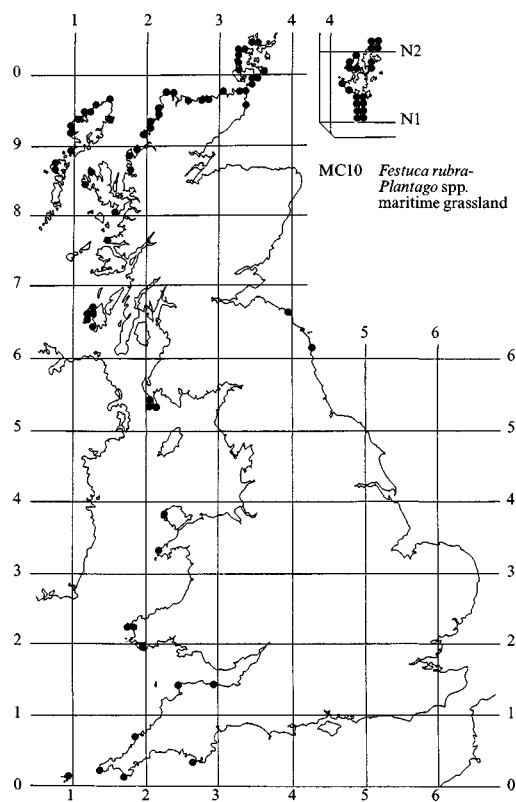 1 2 3 4 4
N2
0
N1
9
MC10 Festuca rubra-
Plantago spp.
maritime grassland
8
7
5 6
6 6
5 5
4 4
3 3
2 2
1 1
0 0
1 2 3 4 5 6